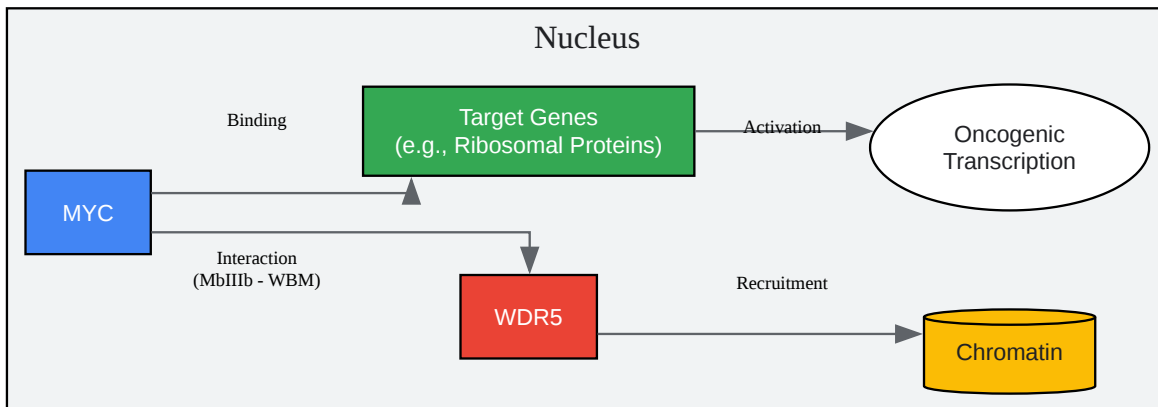 Nucleus
Target Genes
(e.g., Ribosomal Proteins)
Binding
Activation
Oncogenic
Transcription
MYC
Interaction
(MbIIIb - WBM)
Recruitment
WDR5
Chromatin